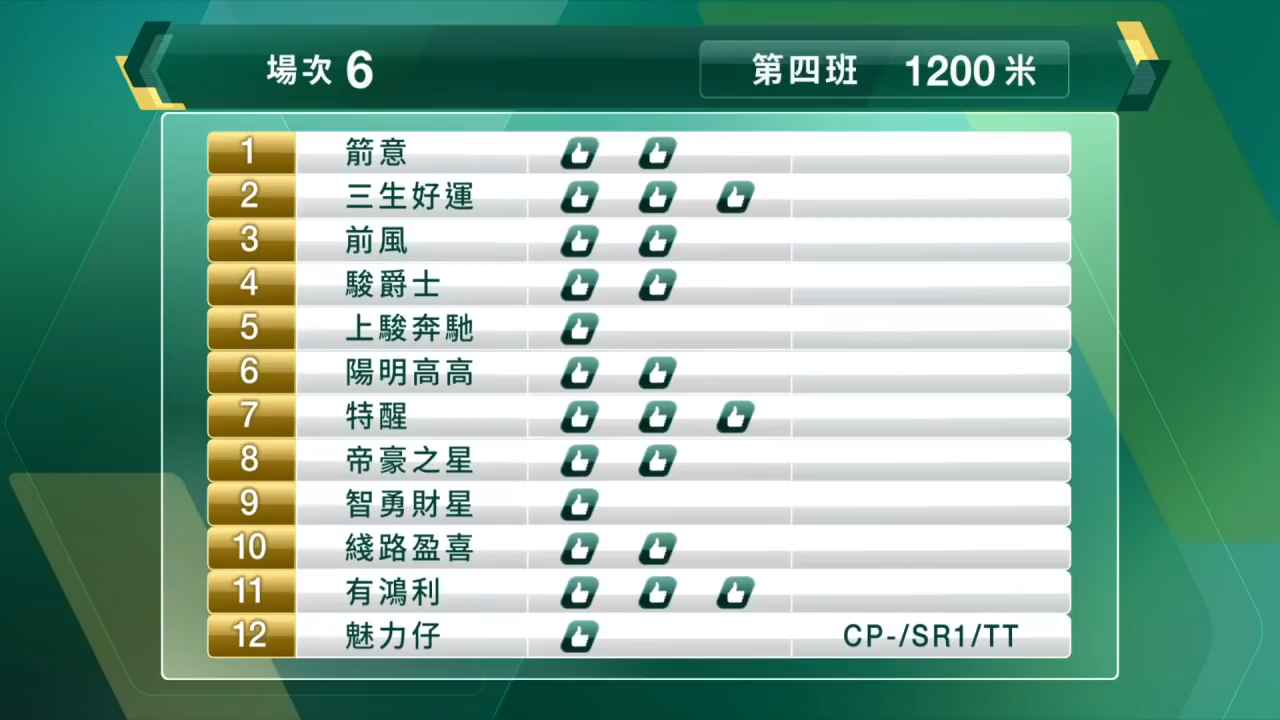 場次 6 第四班 1200 米
1 箭意
2 三生好運
3 前風
4 駿爵士
5 上駿奔馳
6 陽明高高
7 特醒
8 帝豪之星
9 智勇財星
10 綫路盈喜
11 有鴻利
12 魅力仔 CP-/SR1/TT